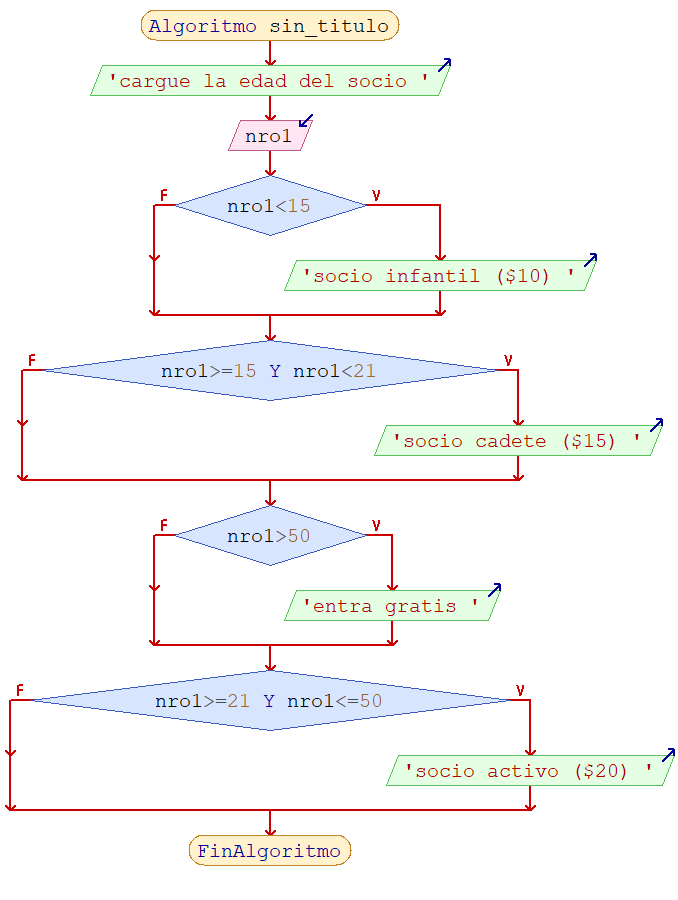 Algoritmo sin_titulo
'cargue la edad del socio '
nro1
F
V
nro1<15
'socio infantil ($10) '
F
V
nro1>=15 Y nro1<21
'socio cadete ($15) '
F
V
nro1>50
'entra gratis '
F
V
nro1>=21 Y nro1<=50
'socio activo ($20) '
FinAlgoritmo